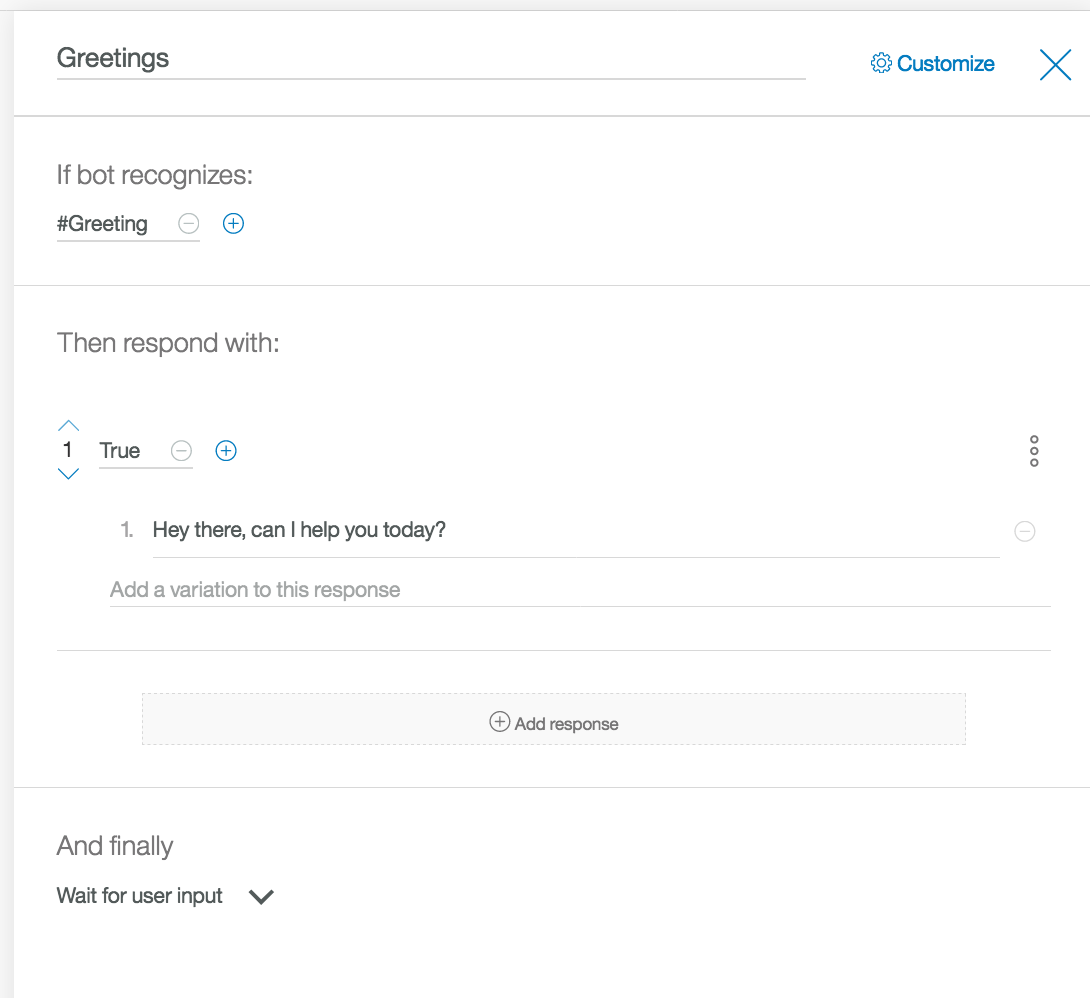 Greetings
Customize
If bot recognizes:
#Greeting
Then respond with:
1 True
1. Hey there, can I help you today?
Add a variation to this response
Add response
And finally
Wait for user input